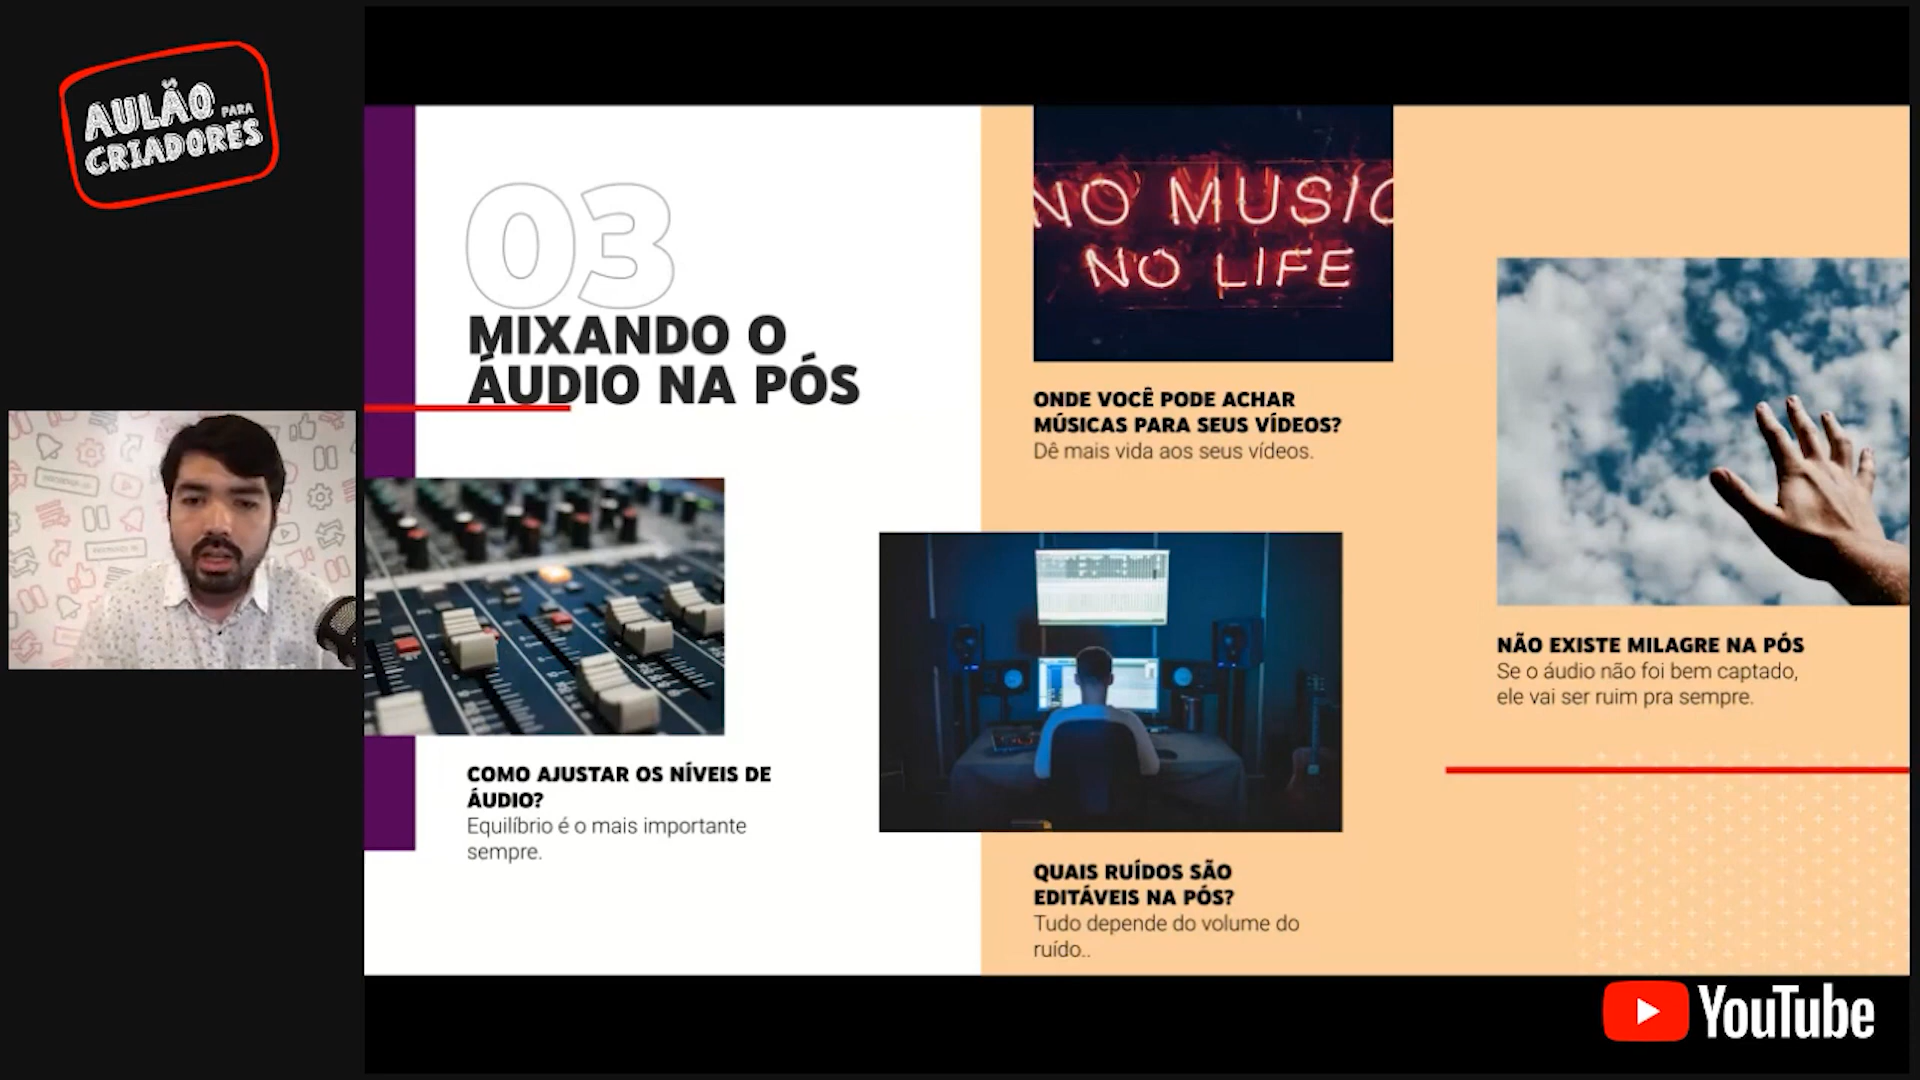 AULÃO PARA
CRIADORES
03
MIXANDO O
ÁUDIO NA PÓS
COMO AJUSTAR OS NÍVEIS DE
ÁUDIO?
Equilíbrio é o mais importante
sempre.
NO MUSIC
NO LIFE
ONDE VOCÊ PODE ACHAR
MÚSICAS PARA SEUS VÍDEOS?
Dê mais vida aos seus vídeos.
QUAIS RUÍDOS SÃO
EDITÁVEIS NA PÓS?
Tudo depende do volume do
ruído..
NÃO EXISTE MILAGRE NA PÓS
Se o áudio não foi bem captado,
ele vai ser ruim pra sempre.
YouTube